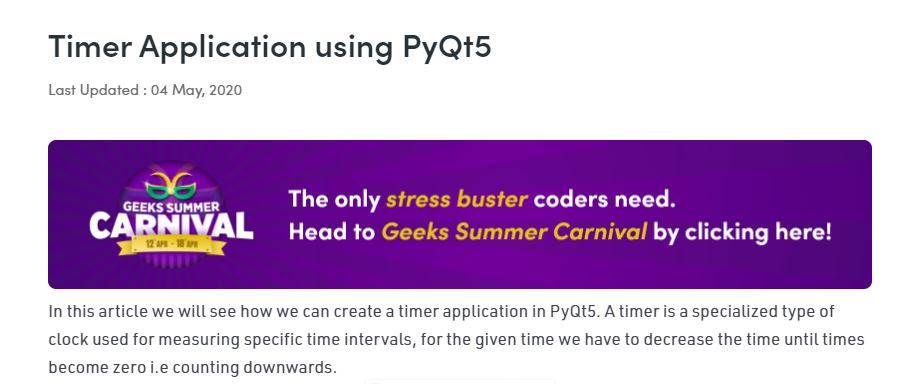 Timer Application using PyQt5
Last Updated : 04 May, 2020
GEEKS SUMMER
CARNIVAL
12 APR - 18 APR
The only stress buster coders need.
Head to Geeks Summer Carnival by clicking here!
In this article we will see how we can create a timer application in PyQt5. A timer is a specialized type of
clock used for measuring specific time intervals, for the given time we have to decrease the time until times
become zero i.e counting downwards.